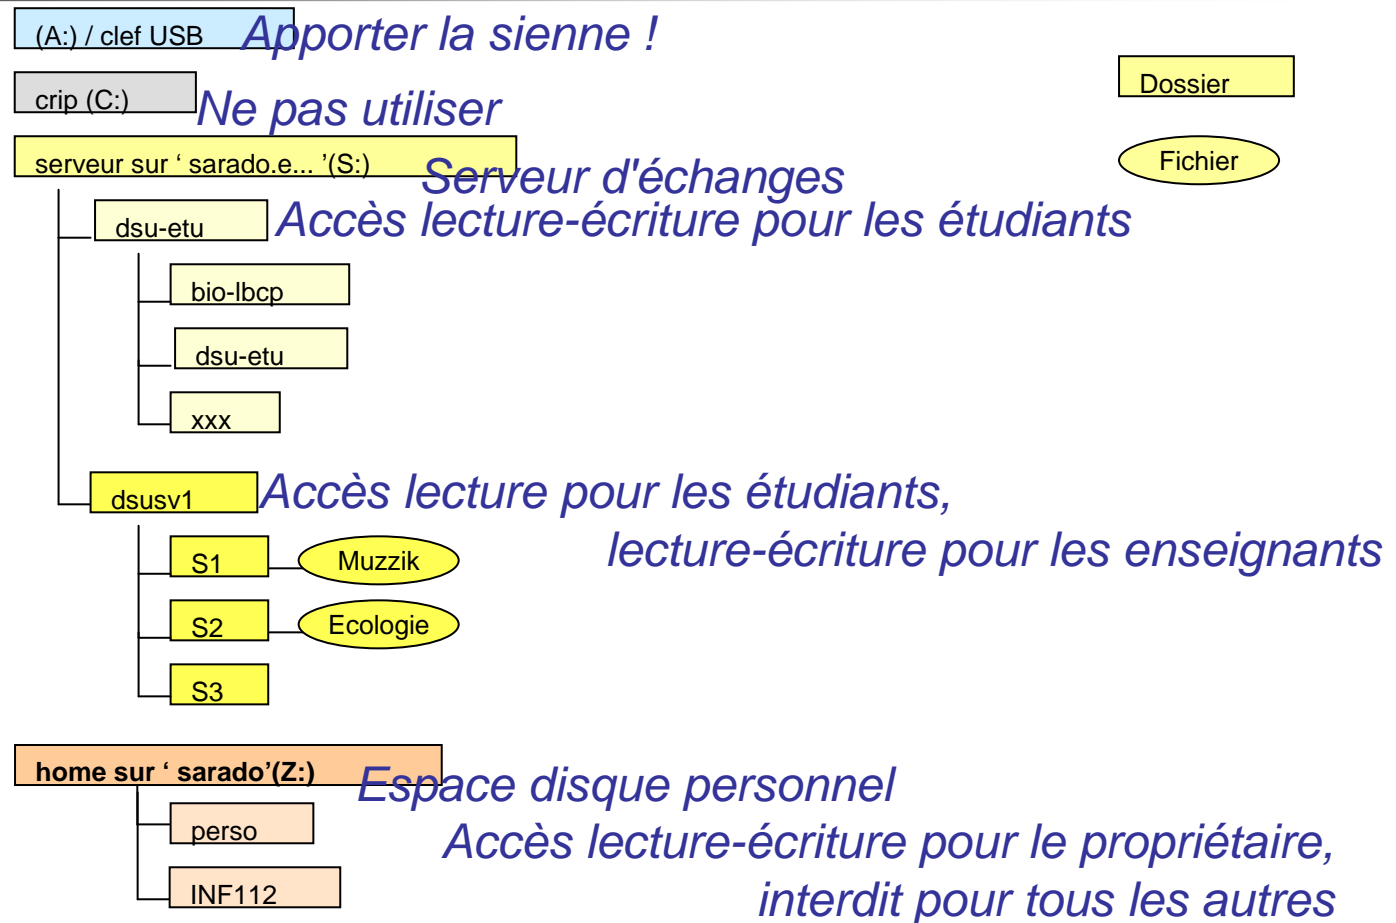 (A:) / clef USB Apporter la sienne !
crip (C:) Ne pas utiliser
Dossier
serveur sur ‘ sarado.e... ’(S:) Serveur d'échanges
Fichier
dsu-etu Accès lecture-écriture pour les étudiants
bio-lbcp
dsu-etu
xxx
dsusv1 Accès lecture pour les étudiants,
lecture-écriture pour les enseignants
S1 Muzzik
S2 Ecologie
S3
home sur ‘ sarado’(Z:) Espace disque personnel
perso Accès lecture-écriture pour le propriétaire,
INF112 interdit pour tous les autres